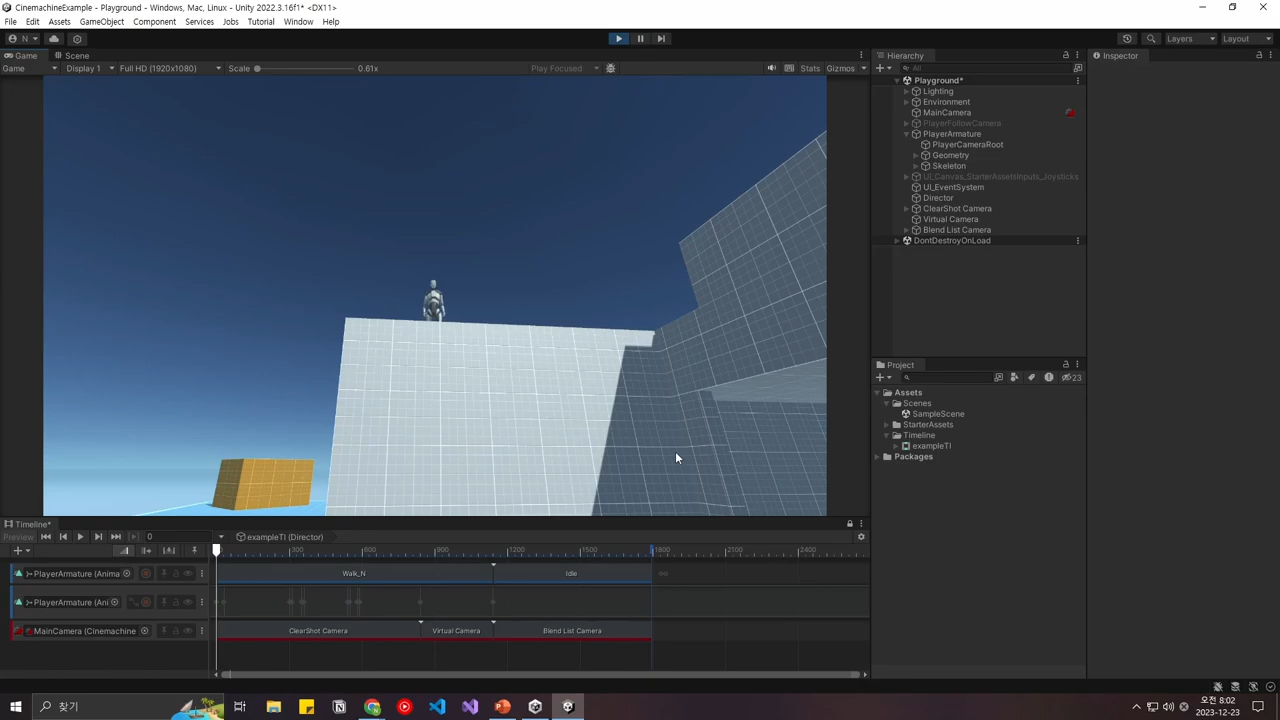 CinemachineExample - Playground - Windows, Mac, Linux - Unity 2022.3.16f1* <DX11>
File Edit Assets GameObject Component Services Jobs Tutorial Window Help
N Layers Layout
Game Scene
Game Display 1 Full HD (1920x1080) Scale 0.61x Play Focused Stats Gizmos
Hierarchy
All
Playground*
Lighting
Environment
MainCamera
PlayerFollowCamera
PlayerArmature
PlayerCameraRoot
Geometry
Skeleton
UI_Canvas_StarterAssetsInputs_Joysticks
UI_EventSystem
Director
ClearShot Camera
Virtual Camera
Blend List Camera
DontDestroyOnLoad
Inspector
Project
23
Assets
Scenes
SampleScene
StarterAssets
Timeline
exampleTl
Packages
Timeline*
Preview 0 exampleTl (Director)
300 600 900 1200 1500 1800 2100 2400
PlayerArmature (Anima Walk_N Idle
PlayerArmature (Ani
MainCamera (Cinemachine ClearShot Camera Virtual Camera Blend List Camera
찾기
오전 8:02
2023-12-23